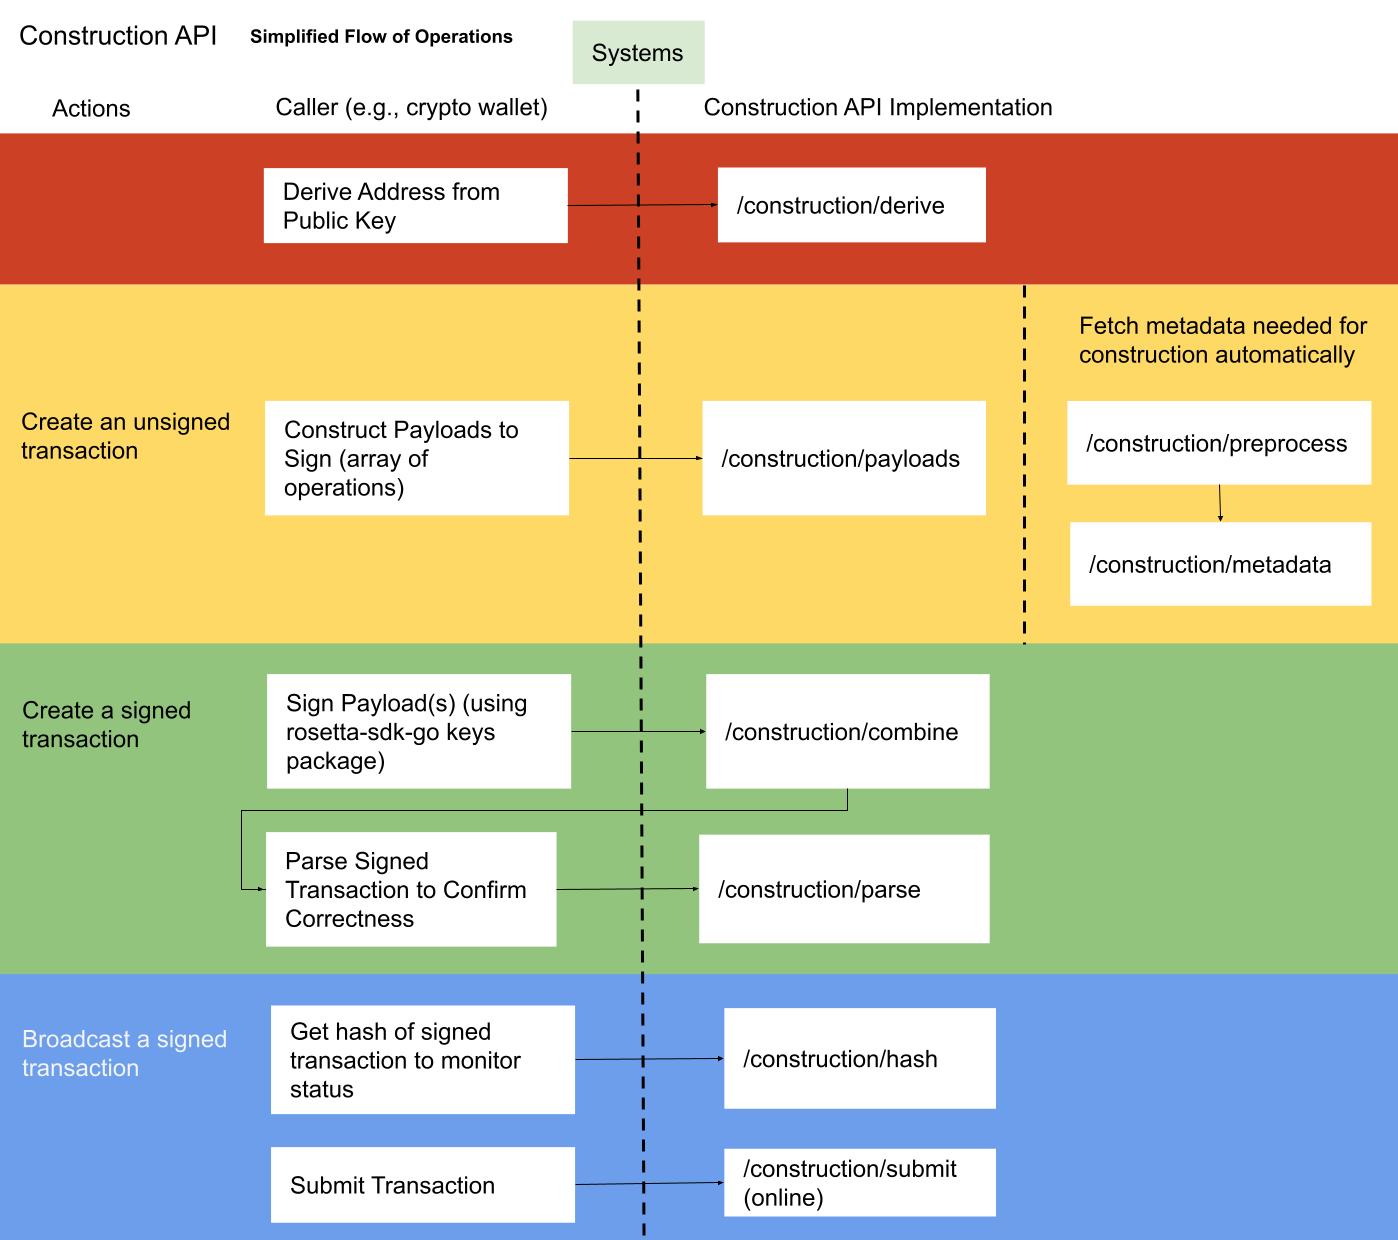 Construction API
Simplified Flow of Operations
Systems
Actions
Caller (e.g., crypto wallet)
Construction API Implementation
Derive Address from
Public Key
/construction/derive
Fetch metadata needed for
construction automatically
Create an unsigned
transaction
Construct Payloads to
Sign (array of
operations)
/construction/payloads
/construction/preprocess
/construction/metadata
Create a signed
transaction
Sign Payload(s) (using
rosetta-sdk-go keys
package)
/construction/combine
Parse Signed
Transaction to Confirm
Correctness
/construction/parse
Broadcast a signed
transaction
Get hash of signed
transaction to monitor
status
/construction/hash
Submit Transaction
/construction/submit
(online)